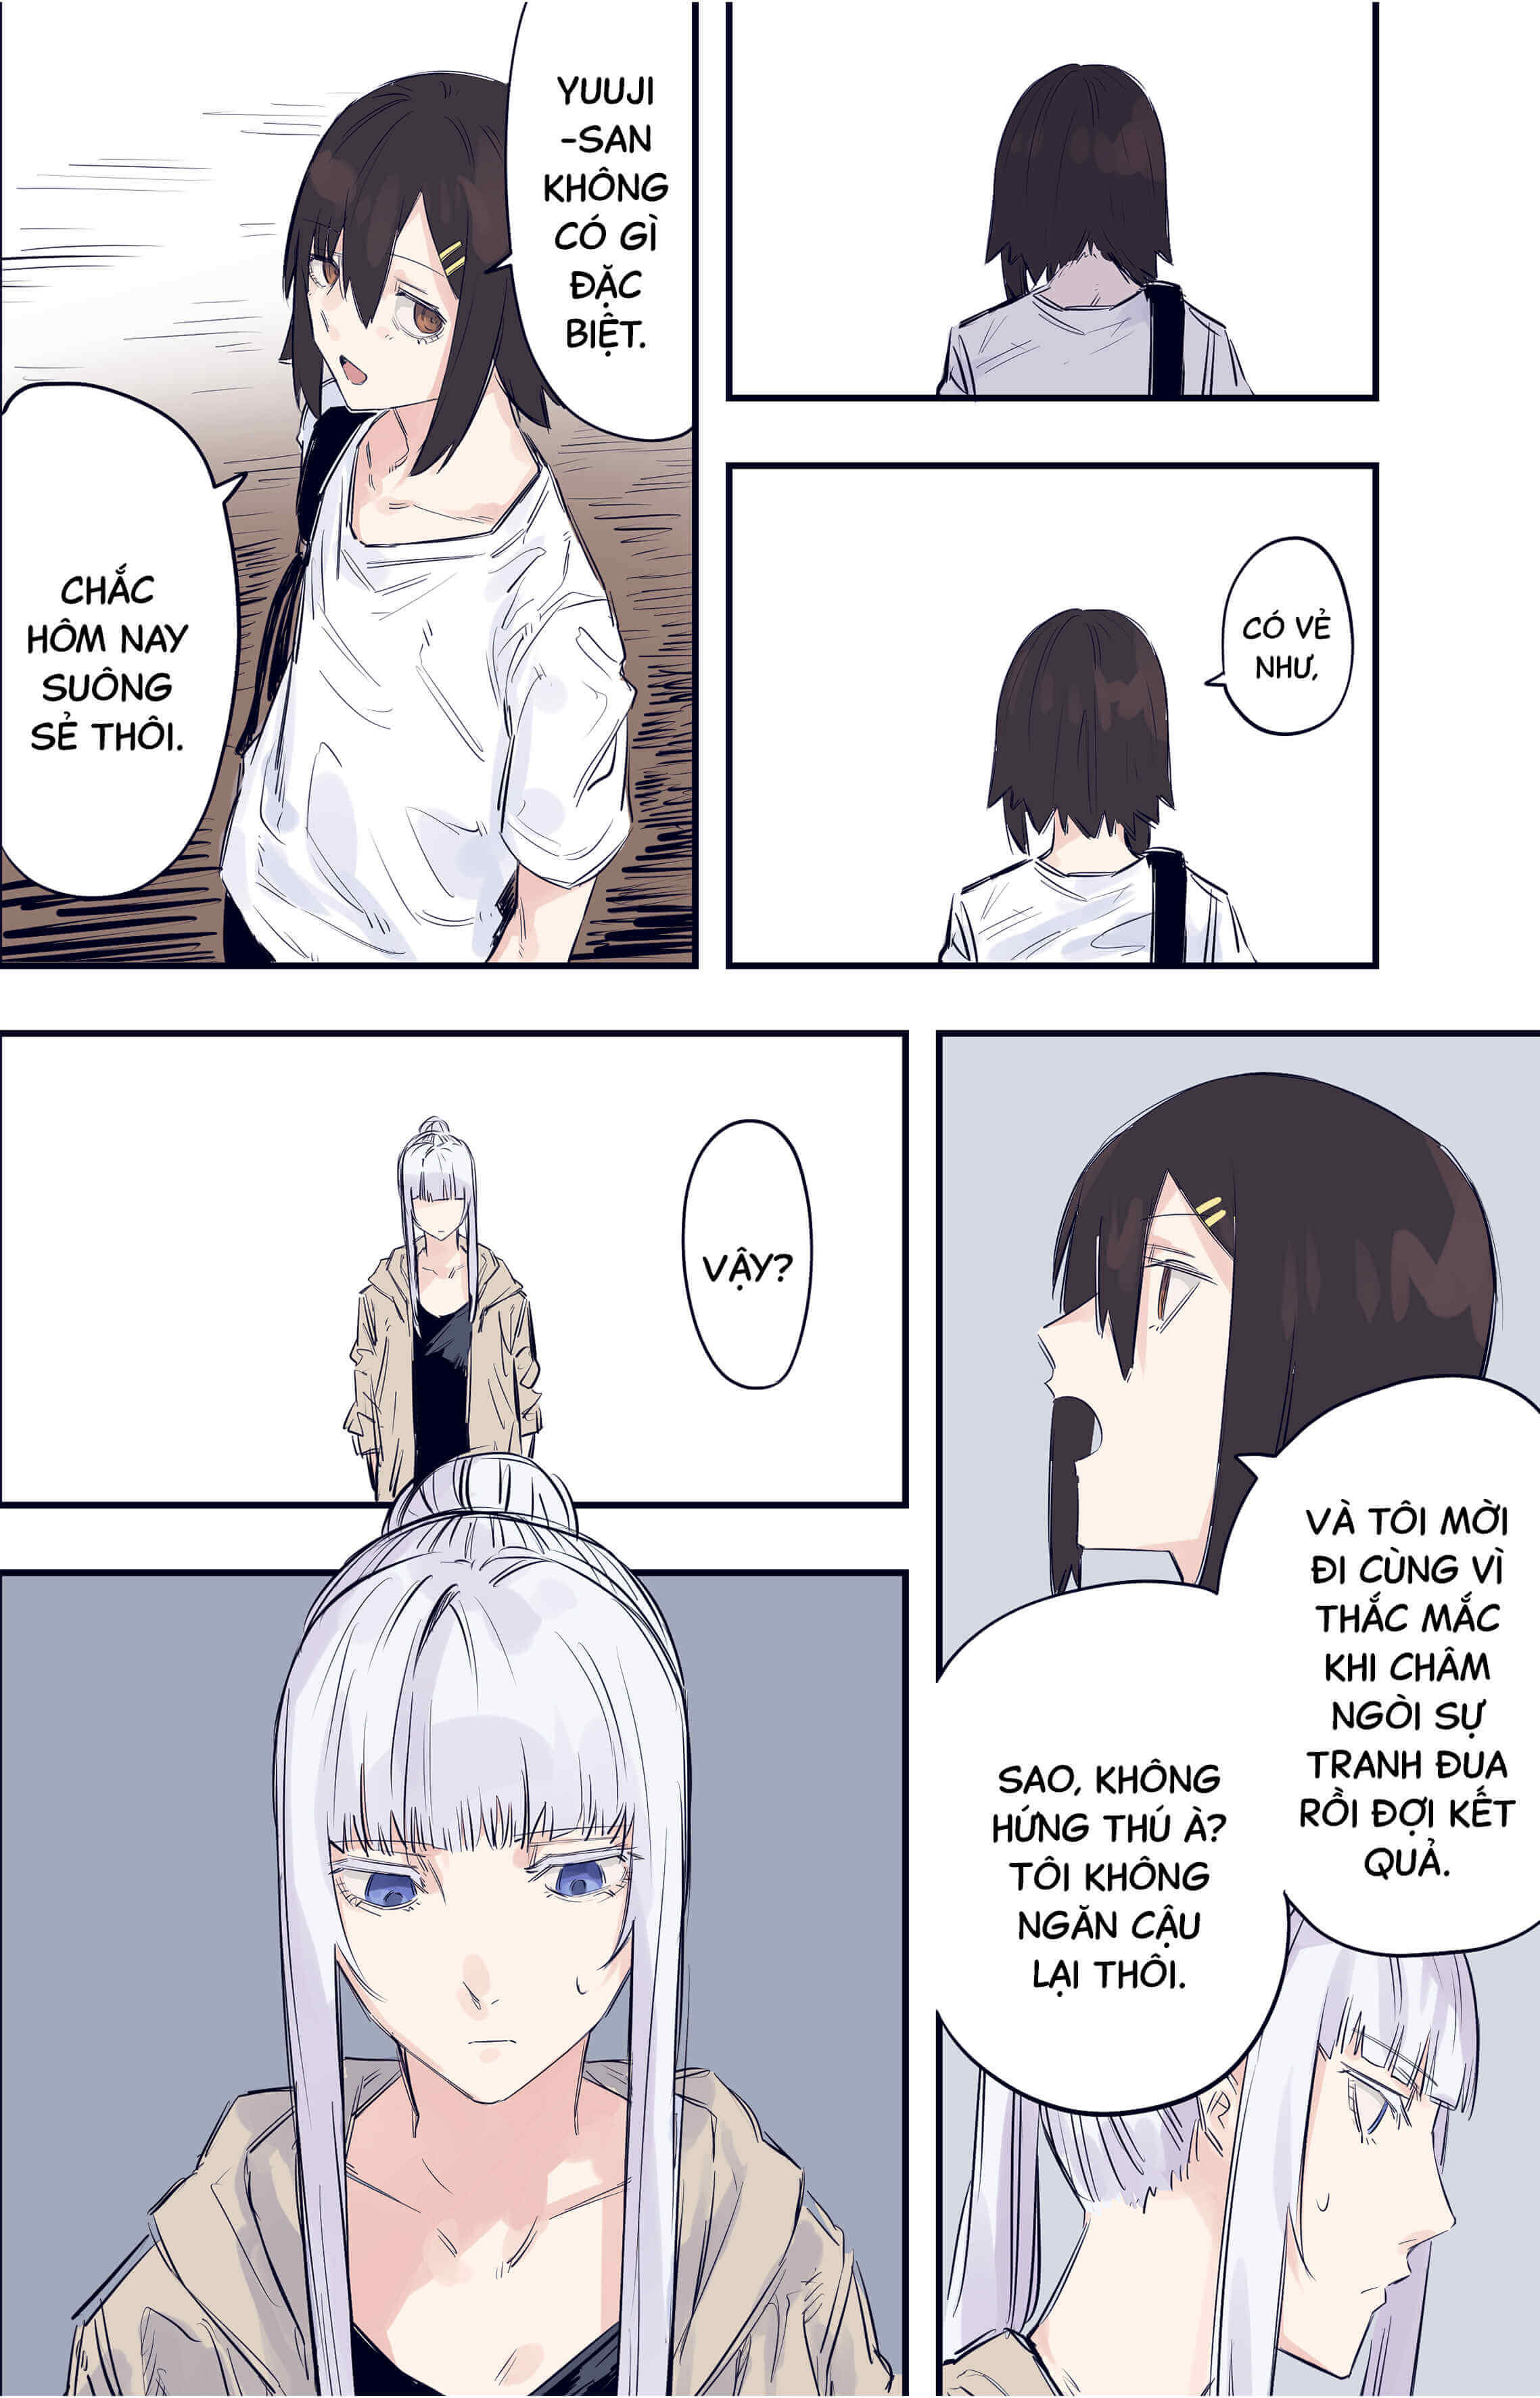 CÓ VẺ
NHƯ,
YUUJI
-SAN
KHÔNG
CÓ GÌ
ĐẶC
BIỆT.
CHẮC
HÔM NAY
SUÔNG
SẺ THÔI.
VÀ TÔI MỜI
ĐI CÙNG VÌ
THẮC MẮC
KHI CHÂM
NGÒI SỰ
TRANH ĐUA
RỒI ĐỢI KẾT
QUẢ.
SAO, KHÔNG
HỨNG THÚ À?
TÔI KHÔNG
NGĂN CẬU
LẠI THÔI.
VẬY?